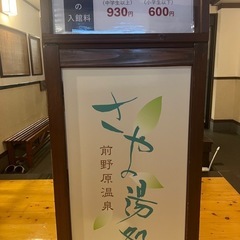 の
入館料
(中学生以上)
930円
(小学生以下)
600円
さやの湯処
前野原温泉